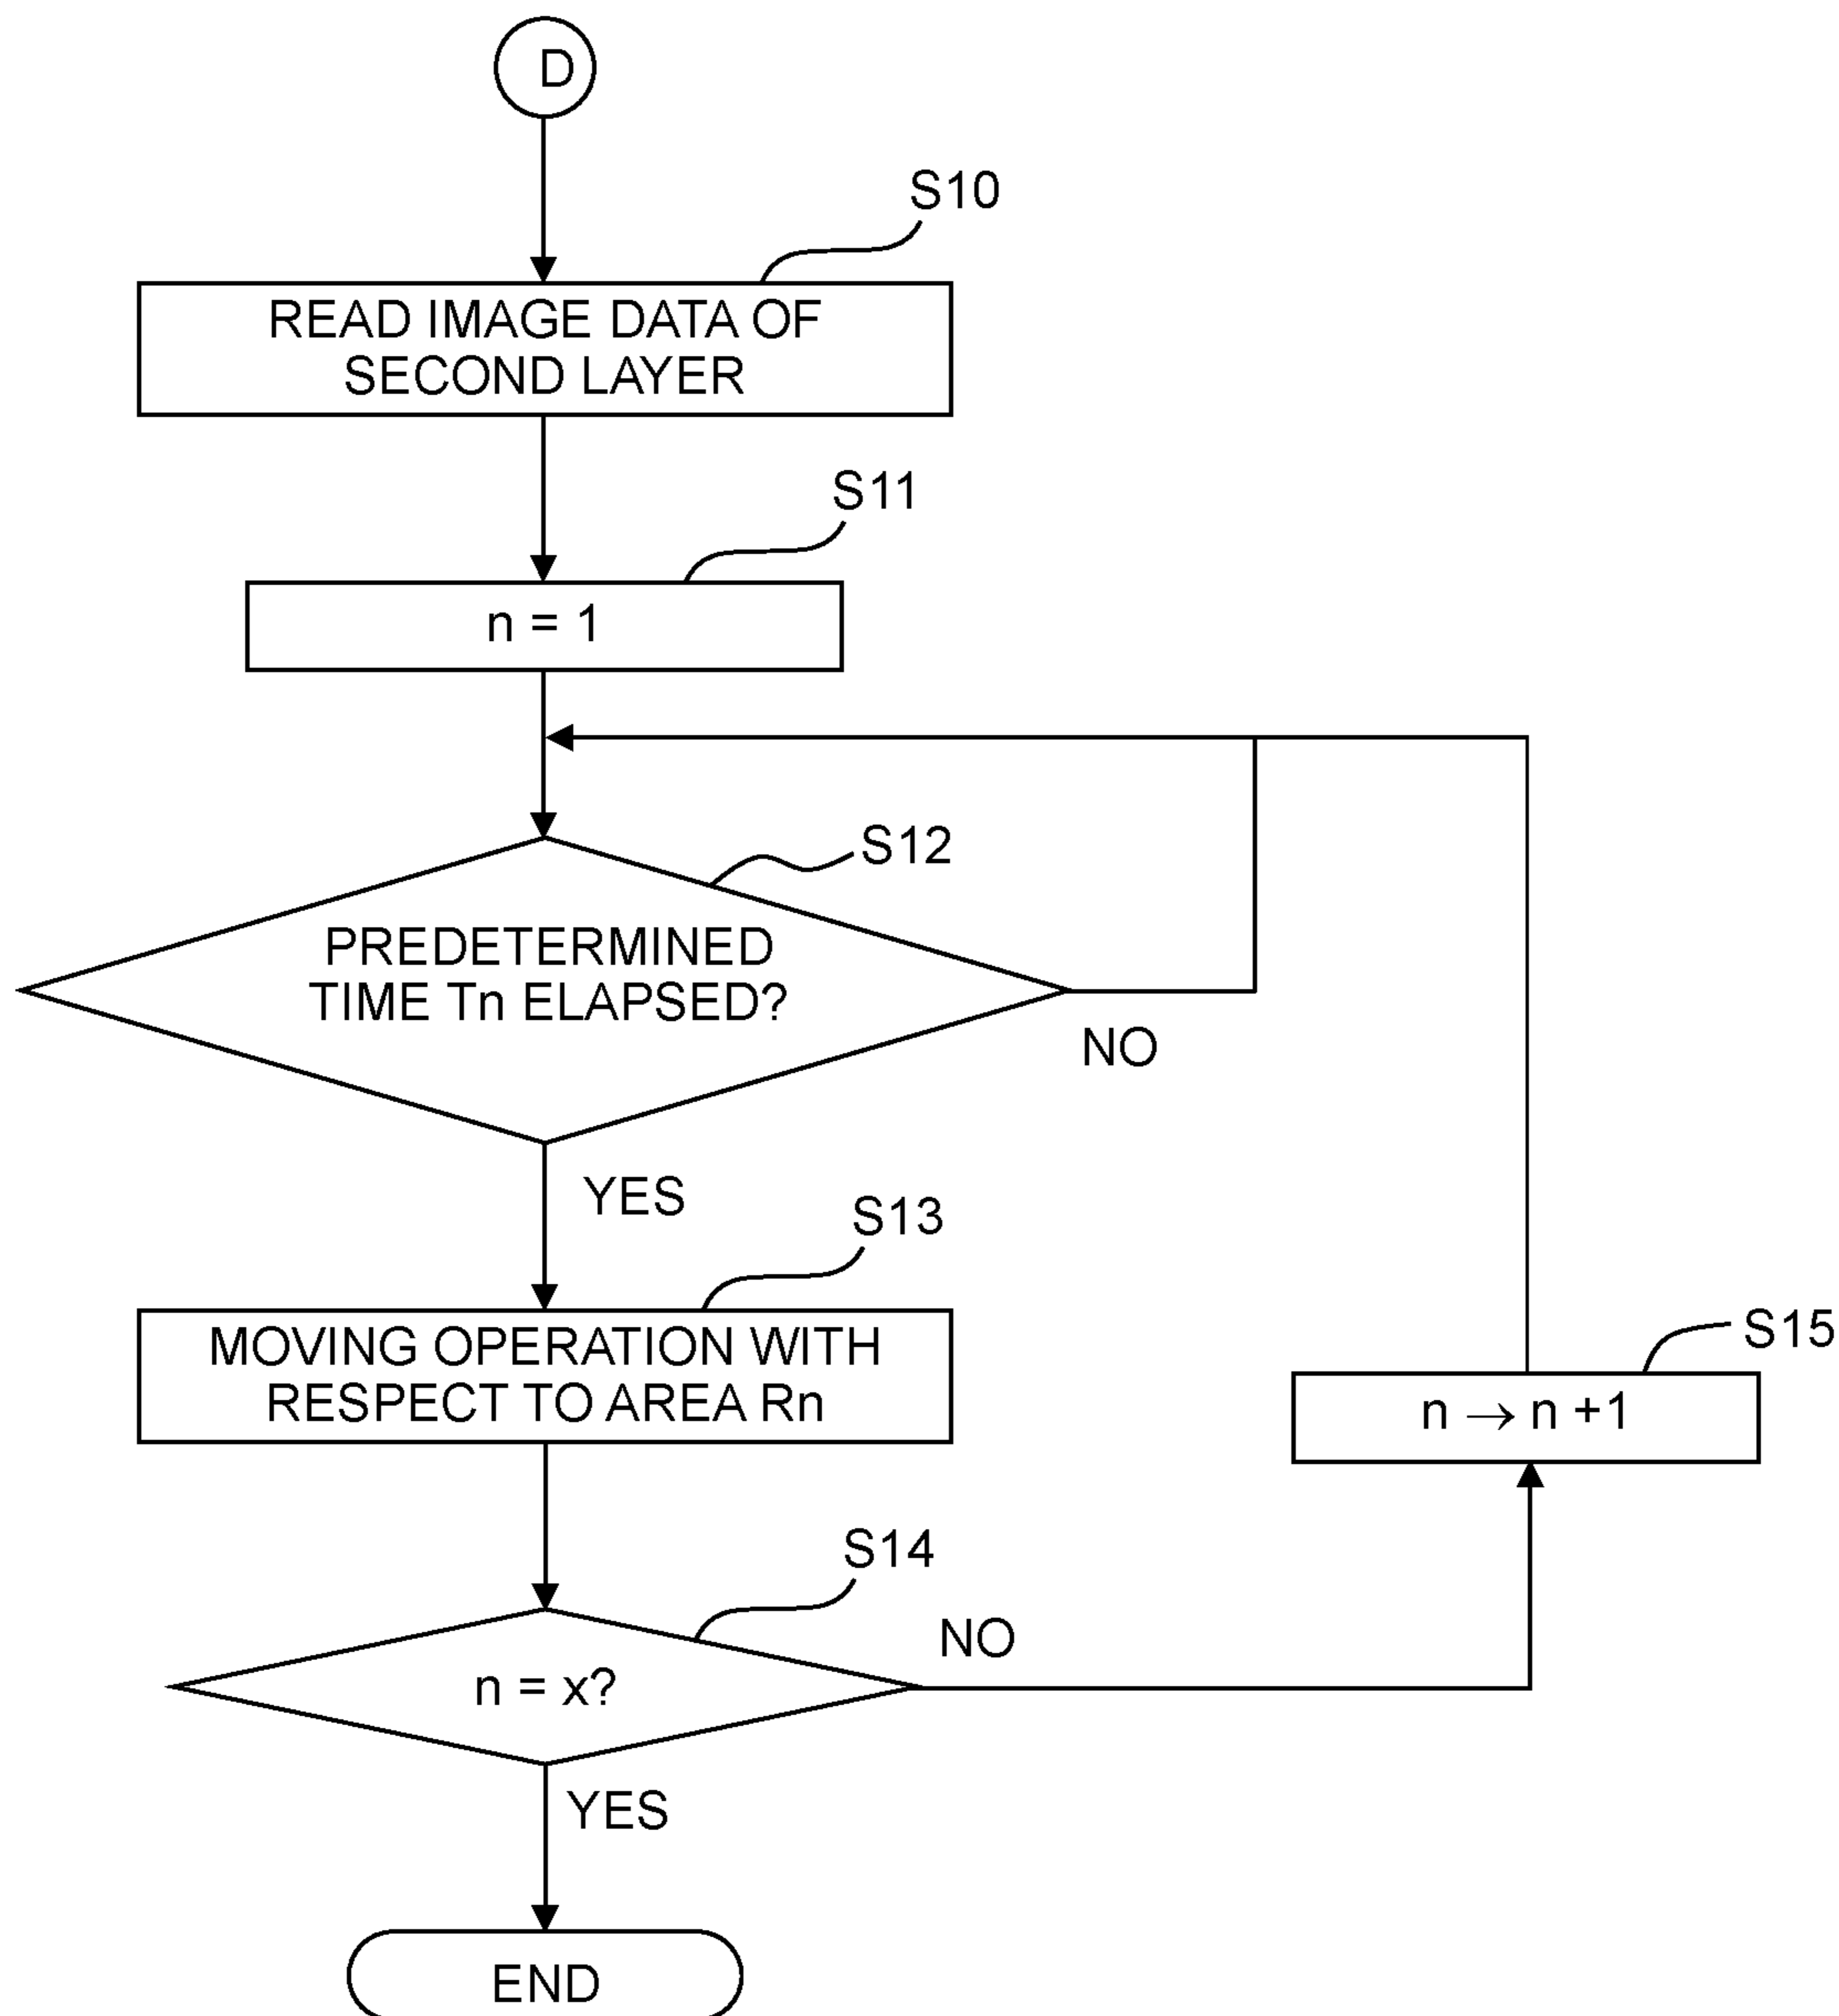 D
S10
READ IMAGE DATA OF
SECOND LAYER
S11
n = 1
S12
PREDETERMINED
TIME Tn ELAPSED?
NO
YES
S13
MOVING OPERATION WITH
RESPECT TO AREA Rn
S15
n → n +1
S14
NO
n = x?
YES
END